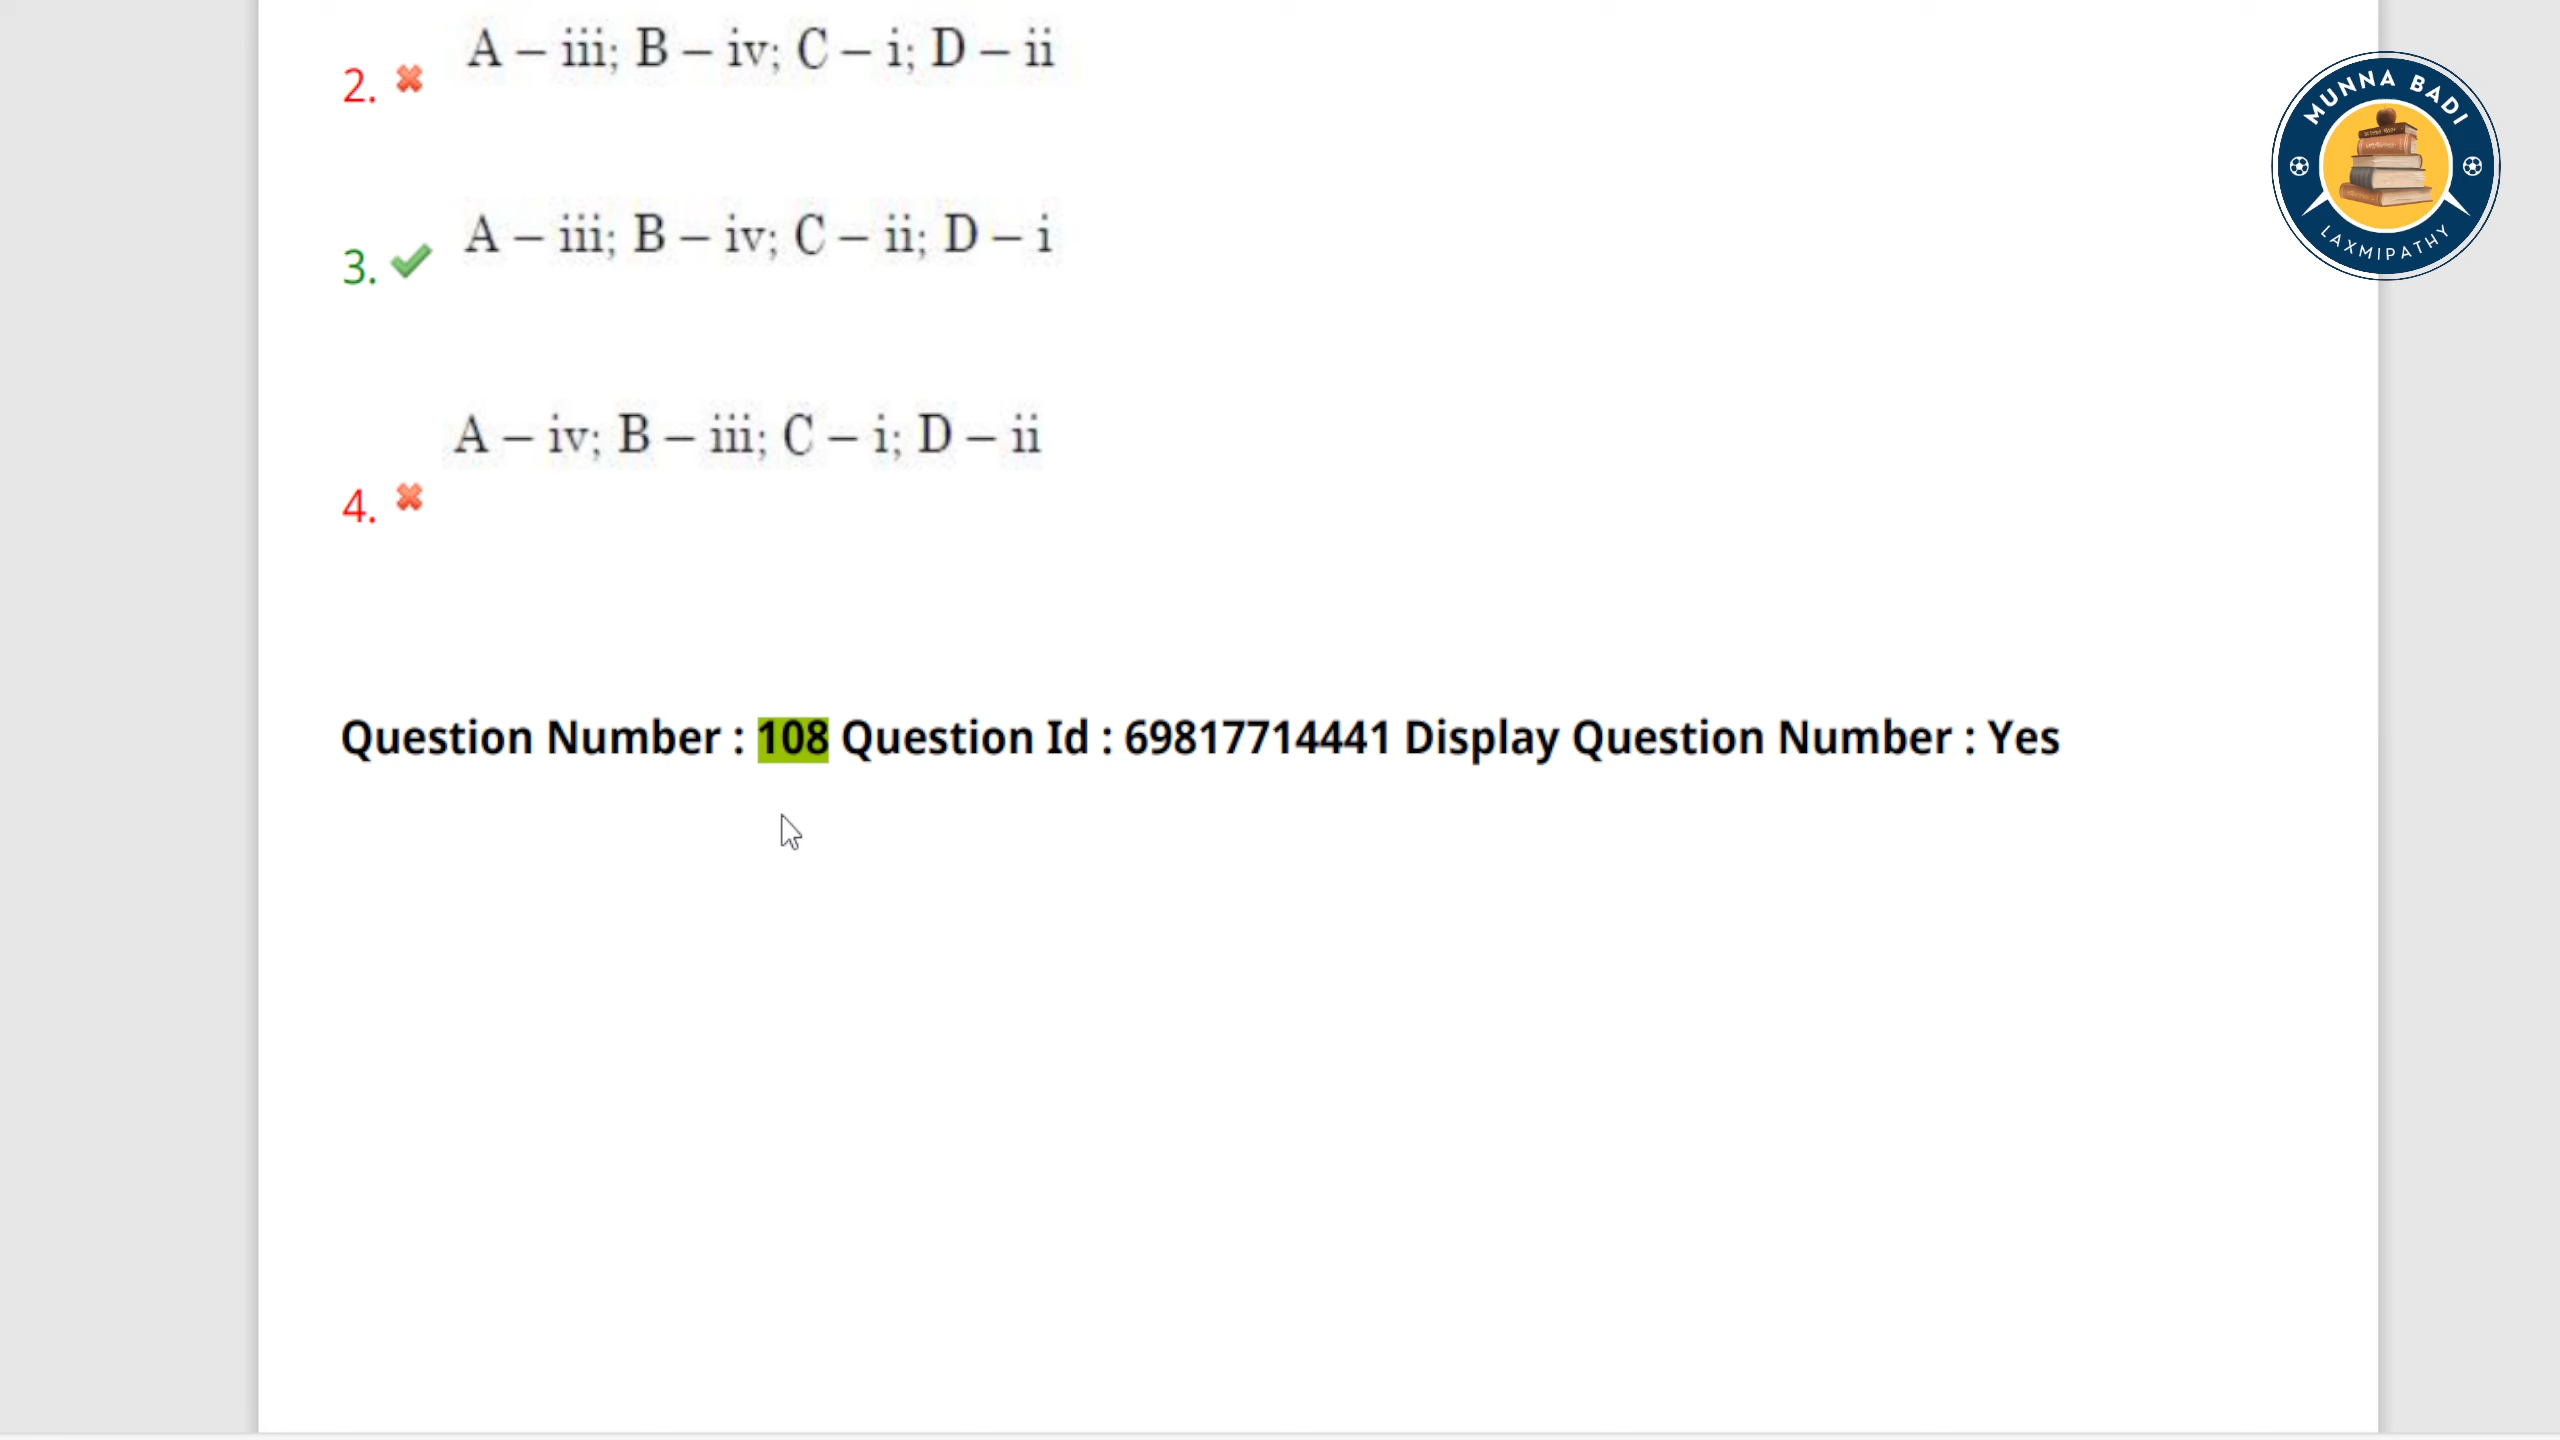 A – iii; B – iv; C – i; D – ii
2.
A – iii; B – iv; C – ii; D – i
3.
A – iv; B – iii; C – i; D – ii
4.
Question Number : 108 Question Id : 69817714441 Display Question Number : Yes
MUNNA BADI
LAXMIPATHY